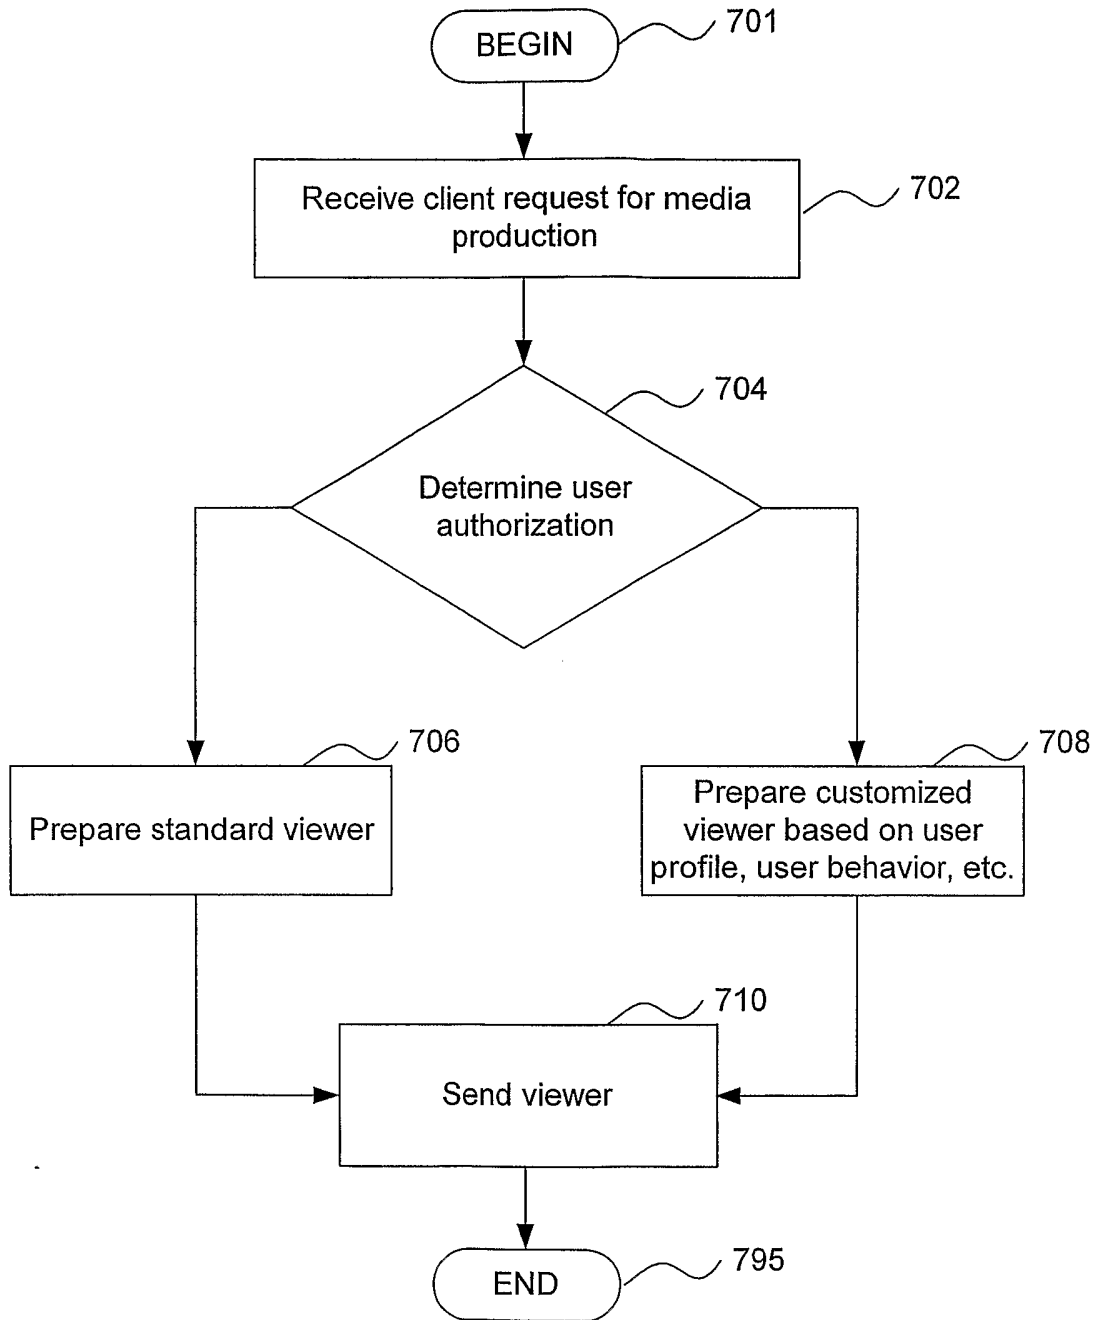 BEGIN
701
Receive client request for media
production
702
704
Determine user
authorization
706
Prepare standard viewer
708
Prepare customized
viewer based on user
profile, user behavior, etc.
710
Send viewer
END
795